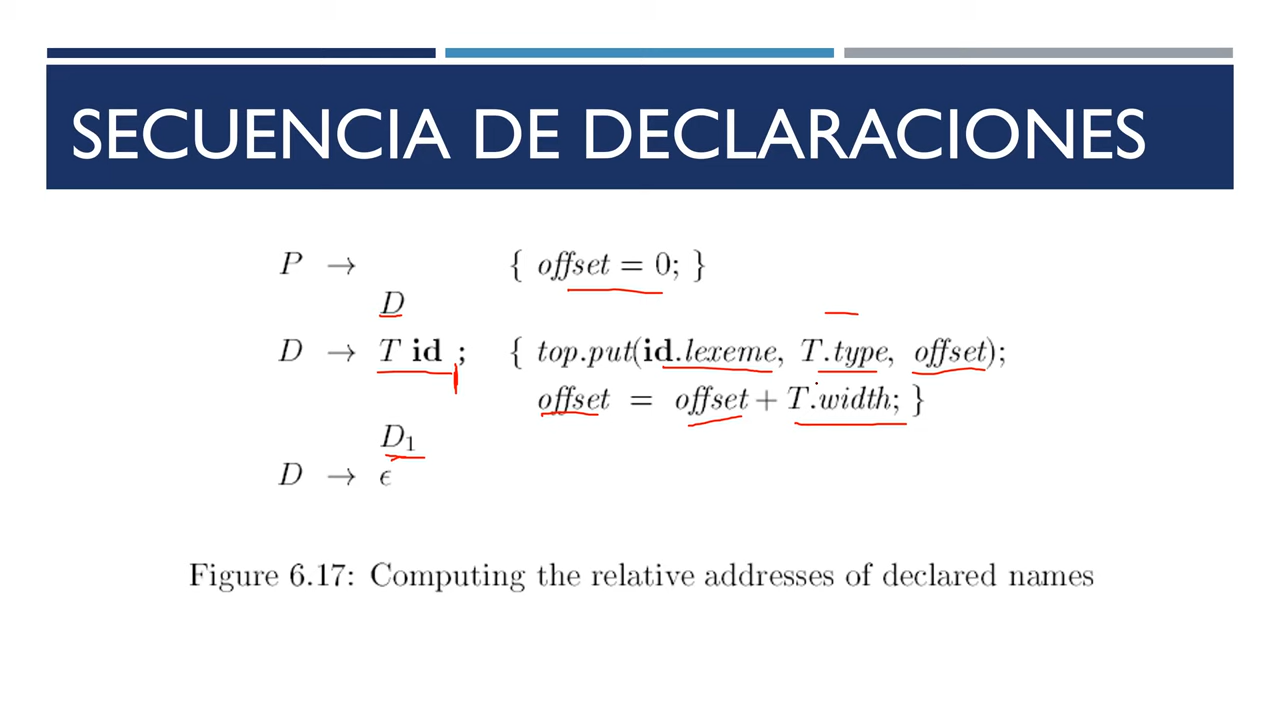 SECUENCIA DE DECLARACIONES
P → { offset = 0; }
D
D → T id ; { top.put(id.lexeme, T.type, offset);
offset = offset + T.width; }
D₁
D → ϵ
Figure 6.17: Computing the relative addresses of declared names